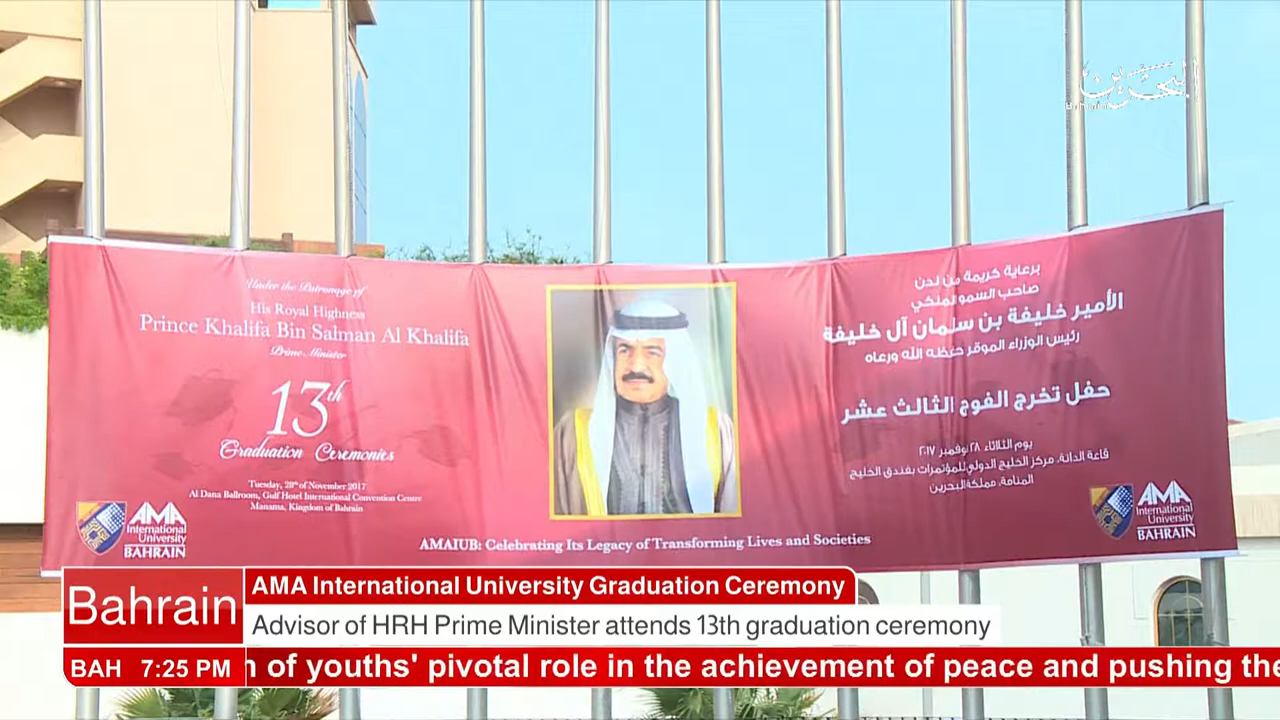 البحرين
Bahrain
Under the Patronage of
His Royal Highness
Prince Khalifa Bin Salman Al Khalifa
Prime Minister
13th
Graduation Ceremonies
Tuesday, 28th of November 2017
Al Dana Ballroom, Gulf Hotel International Convention Centre
Manama, Kingdom of Bahrain
AMA
International
University
BAHRAIN
برعاية كريمة من لدن
صاحب السمو الملكي
الأمير خليفة بن سلمان آل خليفة
رئيس الوزراء الموقر حفظه الله ورعاه
حفل تخرج الفوج الثالث عشر
يوم الثلاثاء ٢٨ نوفمبر ٢٠١٧
قاعة الدانة، مركز الخليج الدولي للمؤتمرات بفندق الخليج
المنامة، مملكة البحرين
AMA
International
University
BAHRAIN
AMAIUB: Celebrating Its Legacy of Transforming Lives and Societies
Bahrain
AMA International University Graduation Ceremony
Advisor of HRH Prime Minister attends 13th graduation ceremony
BAH 7:25 PM
of youths' pivotal role in the achievement of peace and pushing the